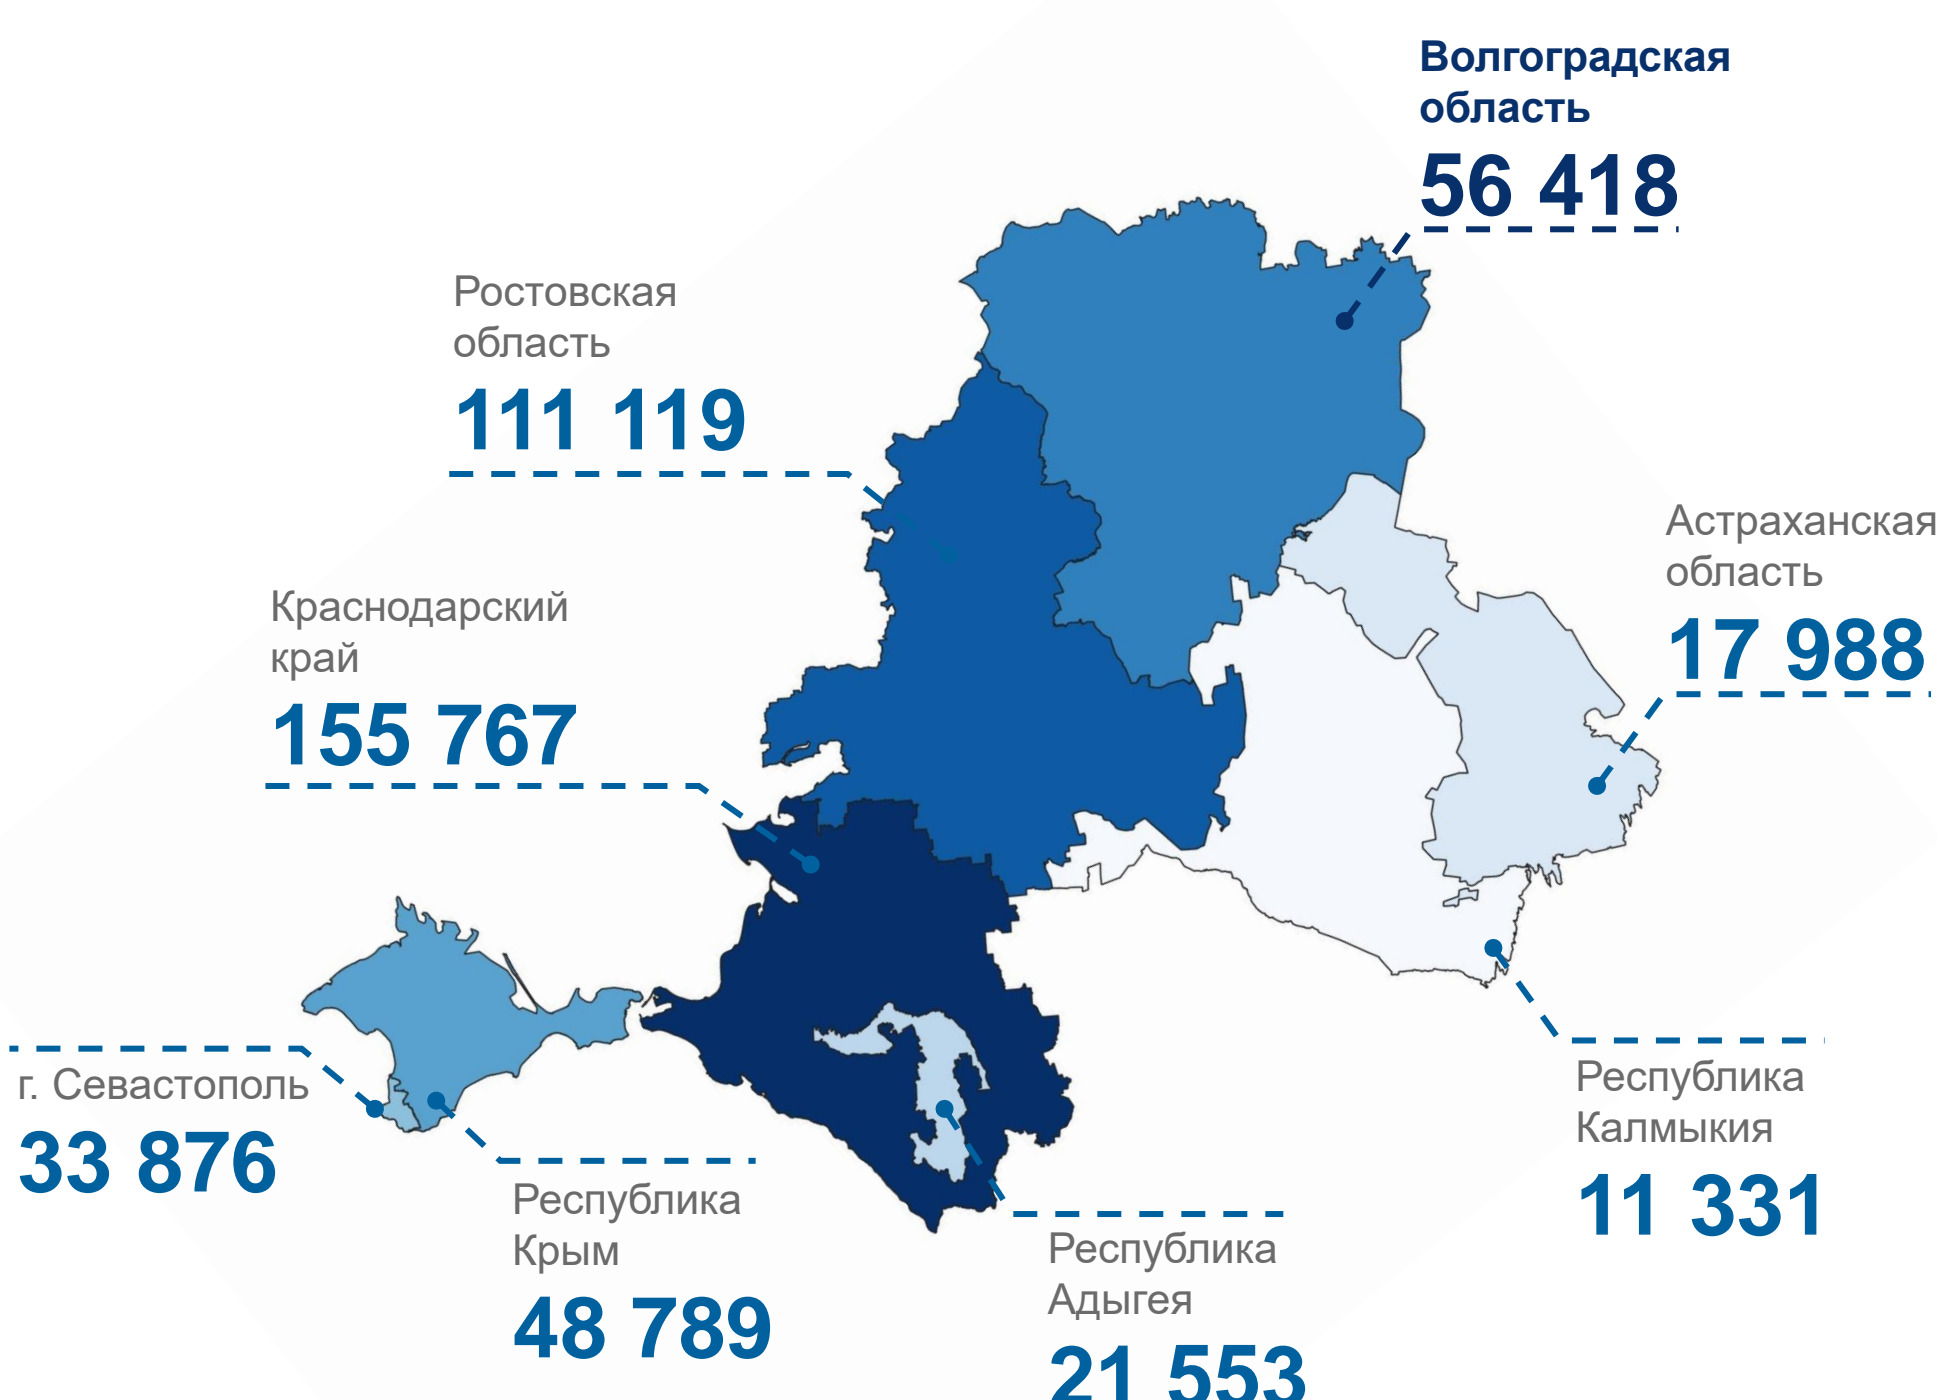 Волгоградская
область
56 418
Ростовская
область
111 119
Астраханская
область
17 988
Краснодарский
край
155 767
г. Севастополь
33 876
Республика
Крым
48 789
Республика
Адыгея
21 553
Республика
Калмыкия
11 331